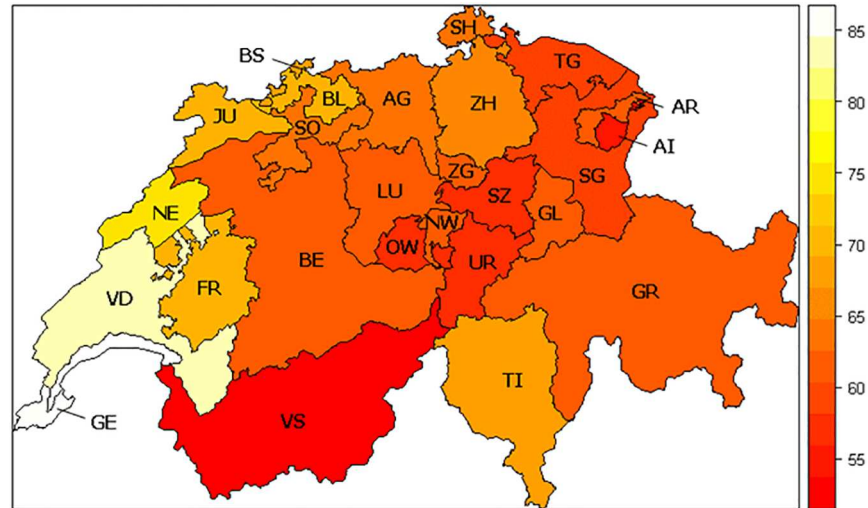 SH
BS
TG
85
BL
AG
ZH
AR
80
JU
SO
AI
ZG
SG
75
LU
SZ
NE
NW
GL
OW
70
BE
UR
FR
GR
VD
65
TI
60
GE
VS
55